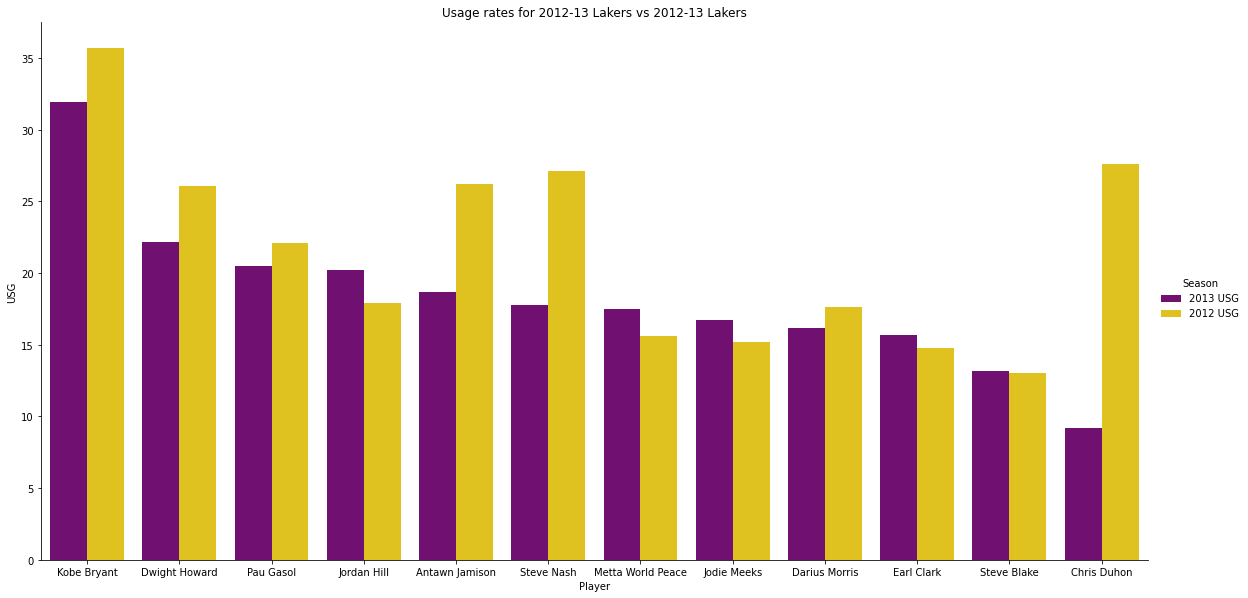 Usage rates for 2012-13 Lakers vs 2012-13 Lakers
USG
35
30
25
20
15
10
5
0
Kobe Bryant Dwight Howard Pau Gasol Jordan Hill Antawn Jamison Steve Nash Metta World Peace Jodie Meeks Darius Morris Earl Clark Steve Blake Chris Duhon
Player
Season
2013 USG
2012 USG